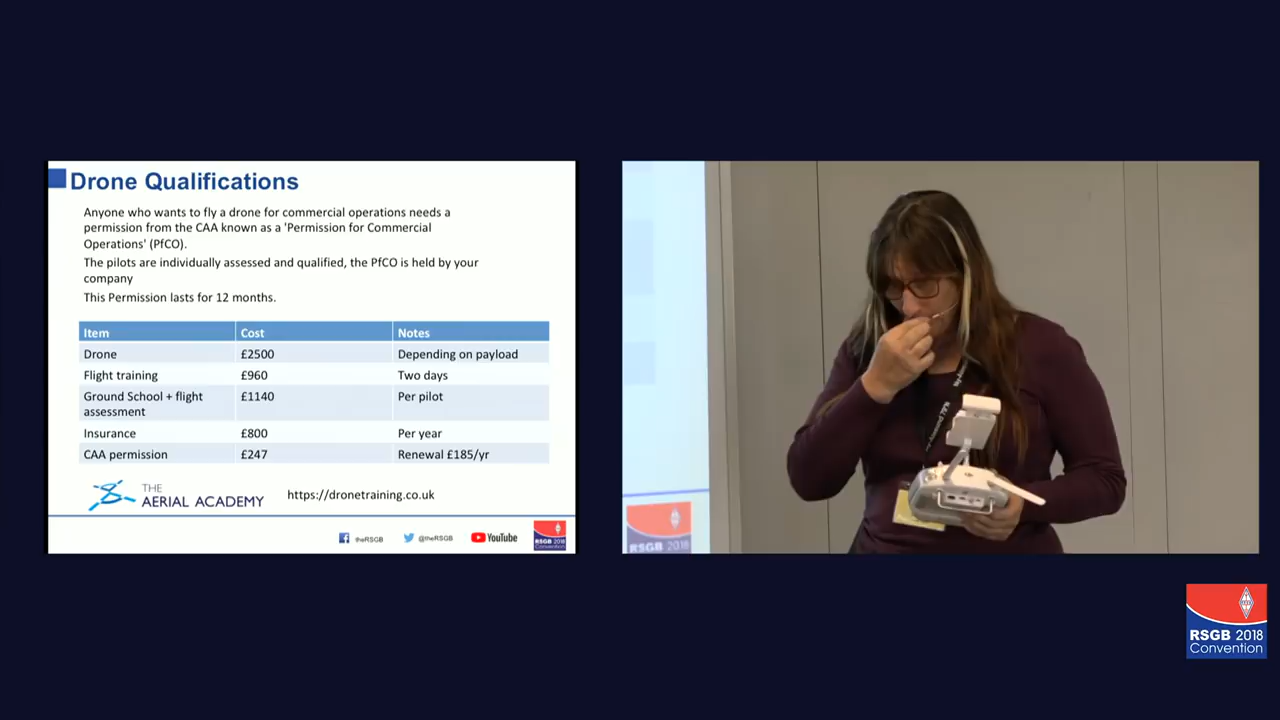 Drone Qualifications
Anyone who wants to fly a drone for commercial operations needs a
permission from the CAA known as a 'Permission for Commercial
Operations' (PfCO).
The pilots are individually assessed and qualified, the PfCO is held by your
company
This Permission lasts for 12 months.
Item Cost Notes
Drone £2500 Depending on payload
Flight training £960 Two days
Ground School + flight £1140 Per pilot
assessment
Insurance £800 Per year
CAA permission £247 Renewal £185/yr
THE
AERIAL ACADEMY
https://dronetraining.co.uk
theRSGB @theRSGB YouTube
RSGB 2018
Convention
RSGB 2018
RSGB 2018
Convention